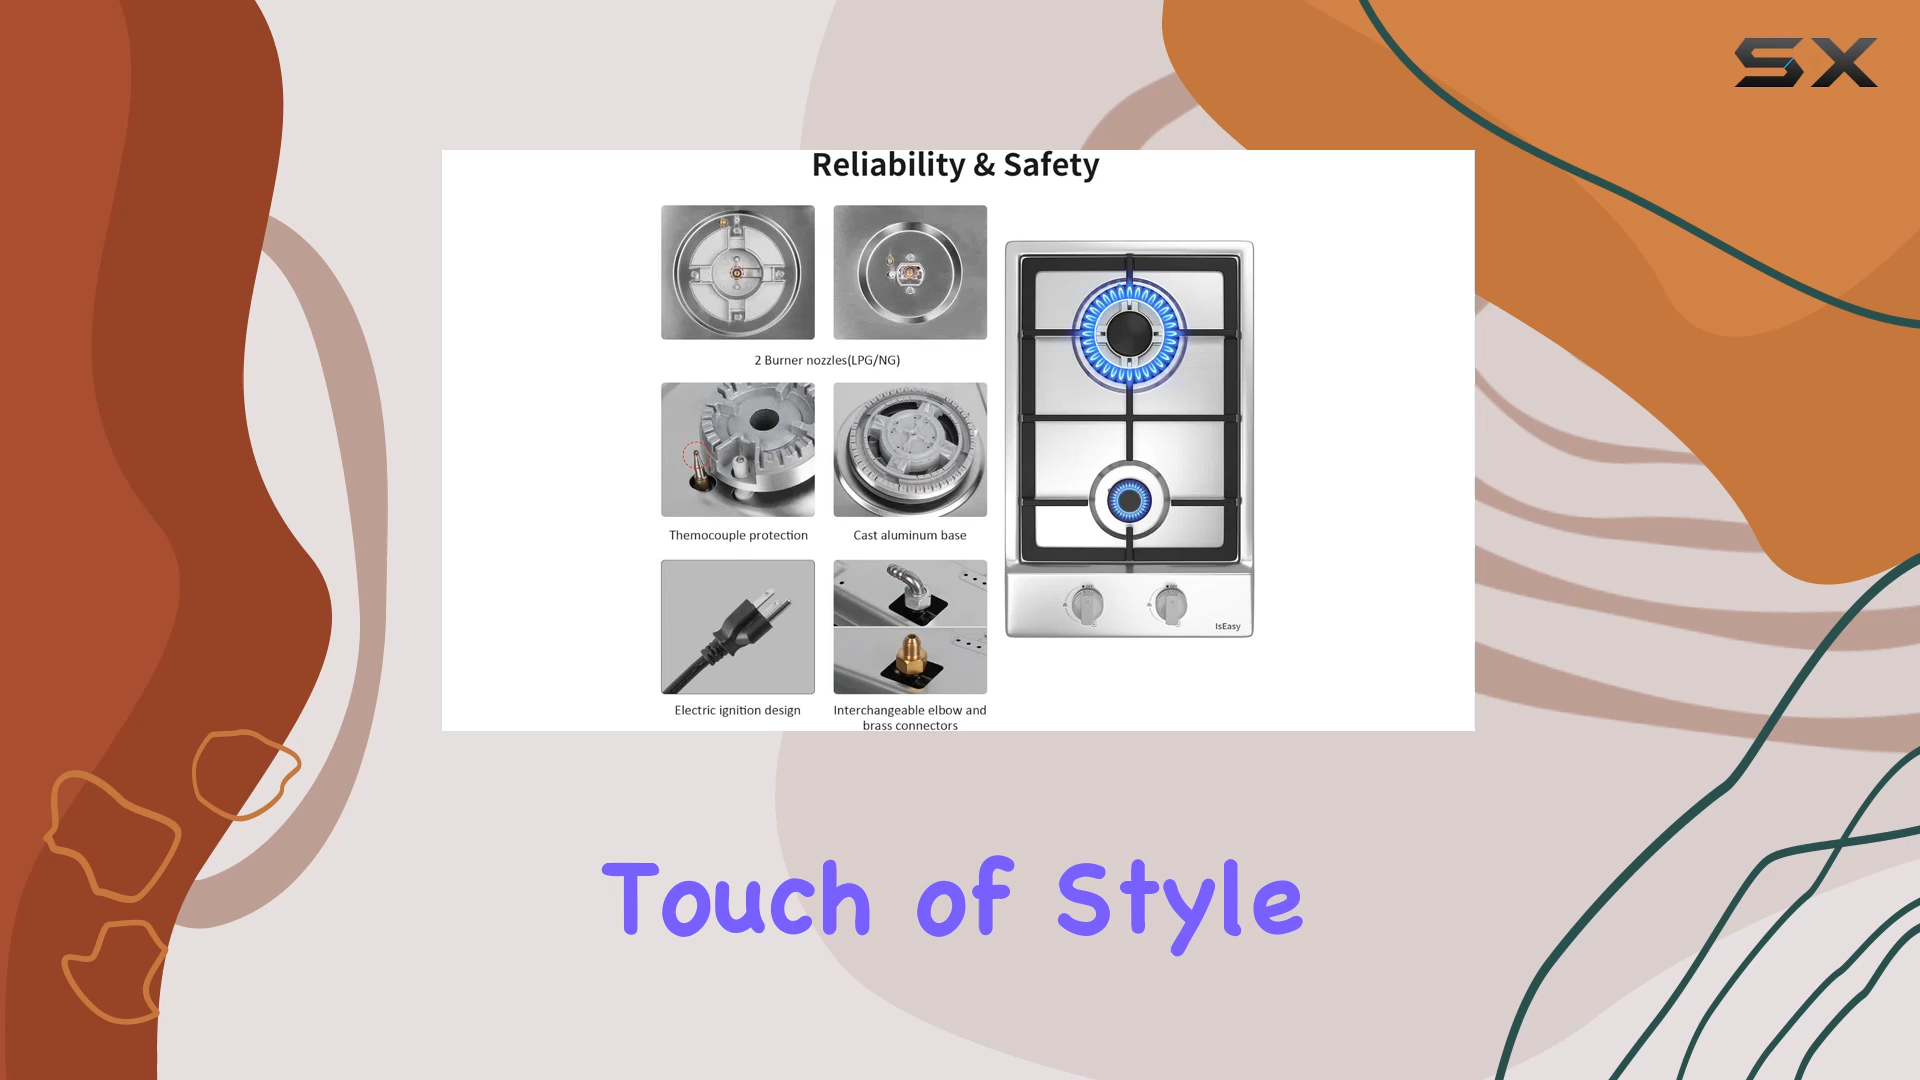 SX
Reliability & Safety
2 Burner nozzles(LPG/NG)
Themocouple protection
Cast aluminum base
IsEasy
Electric ignition design
Interchangeable elbow and
brass connectors
Touch of Style